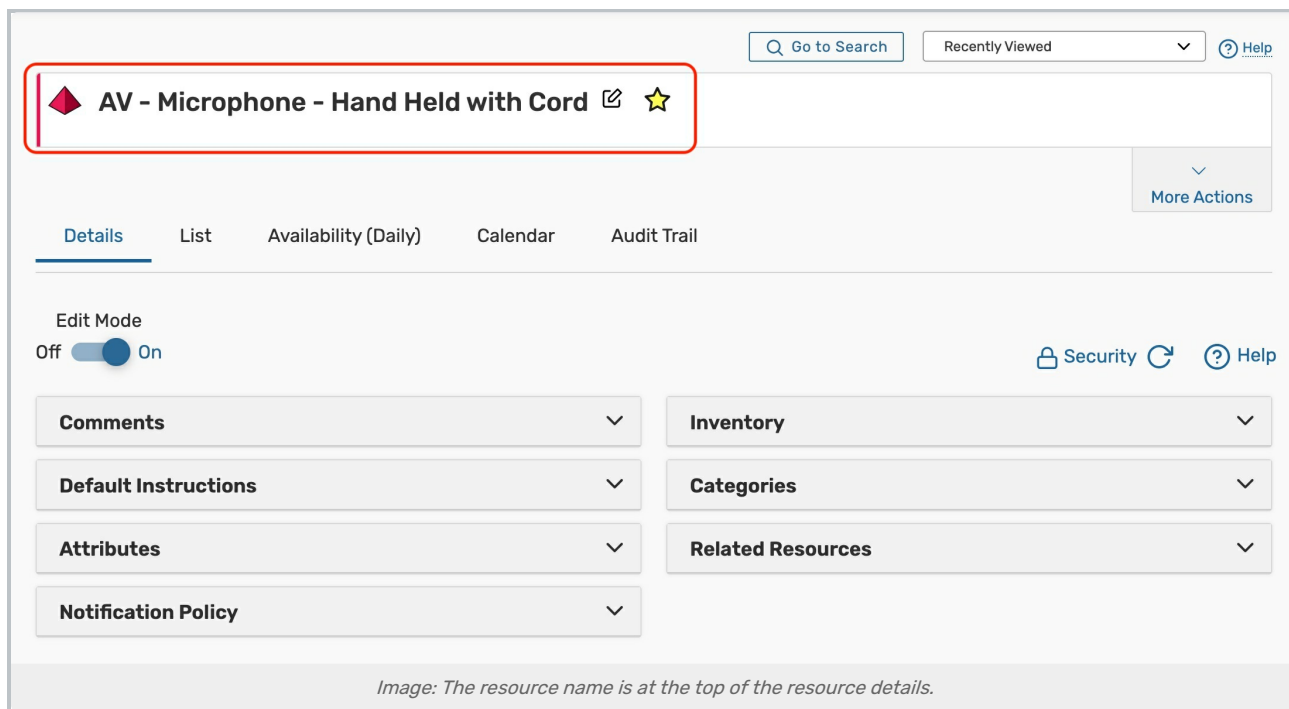 Go to Search
Recently Viewed
Help
AV - Microphone - Hand Held with Cord
More Actions
Details List Availability (Daily) Calendar Audit Trail
Edit Mode
Off On
Security Help
Comments
Inventory
Default Instructions
Categories
Attributes
Related Resources
Notification Policy
Image: The resource name is at the top of the resource details.